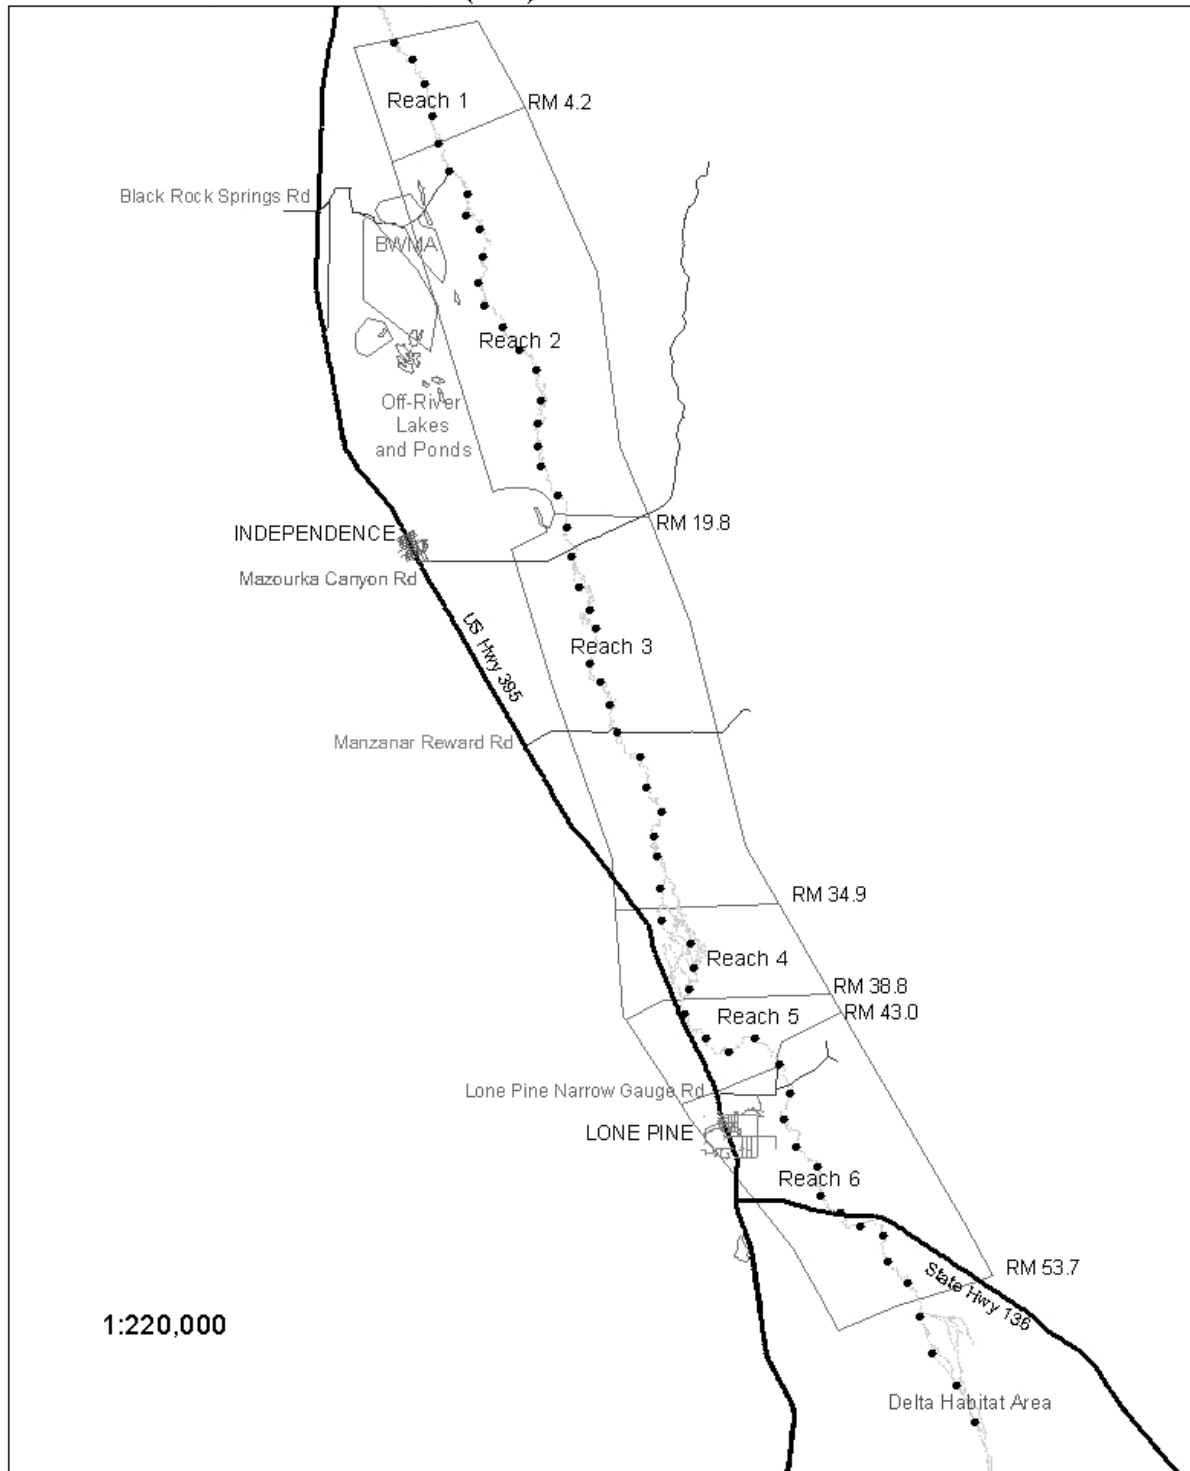 Reach 1
RM 4.2
Black Rock Springs Rd
BWMA
Reach 2
Off-River
Lakes
and Ponds
RM 19.8
INDEPENDENCE
Mazourka Canyon Rd
US Hwy 395
Reach 3
Manzanar Reward Rd
RM 34.9
Reach 4
RM 38.8
Reach 5
RM 43.0
Lone Pine Narrow Gauge Rd
LONE PINE
Reach 6
RM 53.7
State Hwy 136
1:220,000
Delta Habitat Area